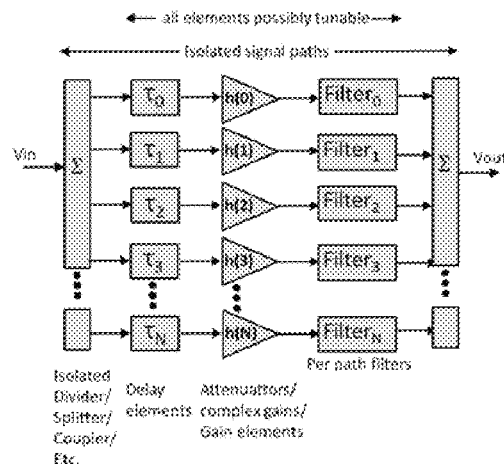 all elements possibly tunable
Isolated signal paths
Vin
Σ
τ₀
h(0)
Filter₀
Σ
Vout
τ₁
h(1)
Filter₁
τ₂
h(2)
Filter₂
τ₃
h(3)
Filter₃
τN
h(N)
FilterN
Per path filters
Isolated
Divider/
Splitter/
Coupler/
Etc.
Delay
elements
Attenuators/
complex gains/
Gain elements